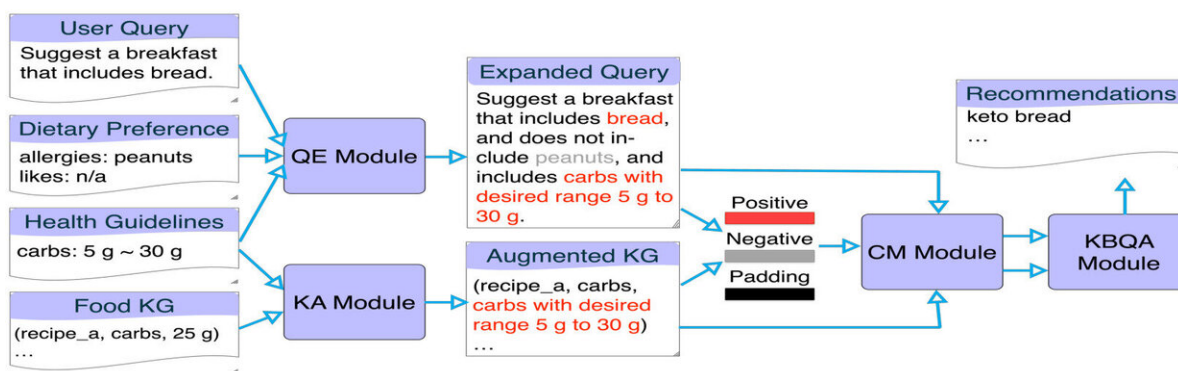 User Query
Suggest a breakfast
that includes bread.
Dietary Preference
allergies: peanuts
likes: n/a
Health Guidelines
carbs: 5 g ~ 30 g
Food KG
(recipe_a, carbs, 25 g)
...
QE Module
KA Module
Expanded Query
Suggest a breakfast
that includes bread,
and does not in-
clude peanuts, and
includes carbs with
desired range 5 g to
30 g.
Augmented KG
(recipe_a, carbs,
carbs with desired
range 5 g to 30 g)
...
Positive
Negative
Padding
CM Module
KBQA
Module
Recommendations
keto bread
...